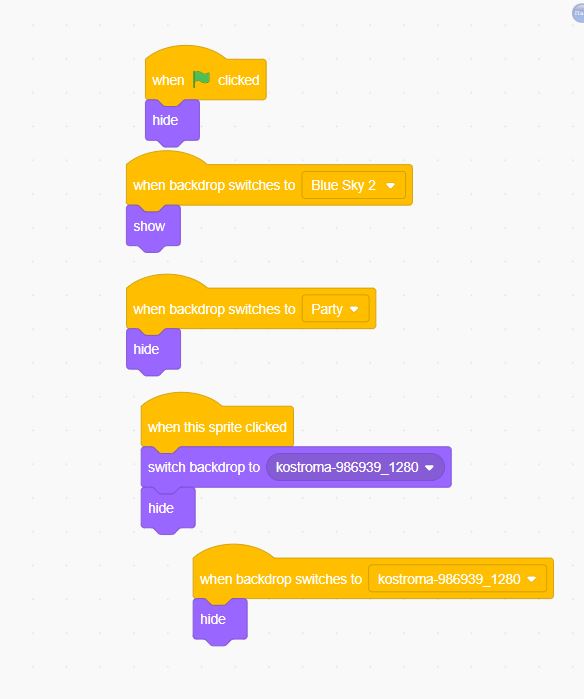 when clicked
hide
when backdrop switches to Blue Sky 2
show
when backdrop switches to Party
hide
when this sprite clicked
switch backdrop to kostroma-986939_1280
hide
when backdrop switches to kostroma-986939_1280
hide